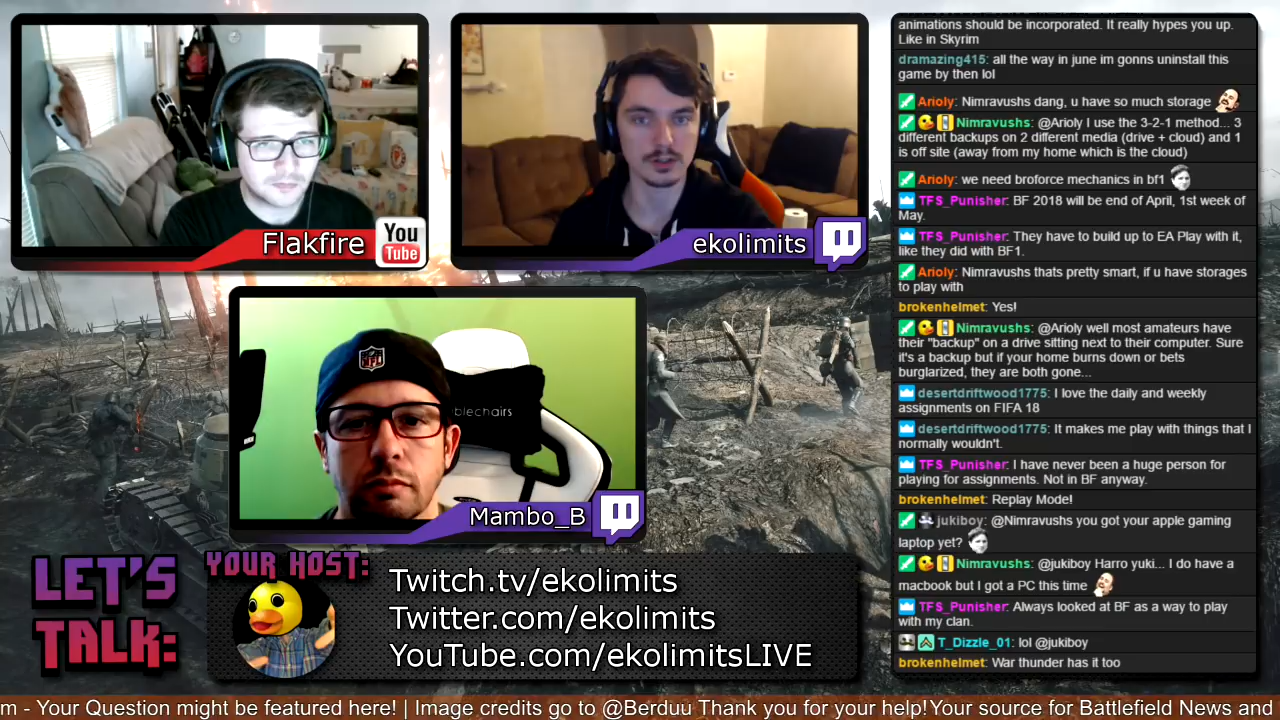 Flakfire
You
Tube
ekolimits
NFL
blechairs
Mambo_B
LET'S
TALK:
YOUR HOST:
Twitch.tv/ekolimits
Twitter.com/ekolimits
YouTube.com/ekolimitsLIVE
animations should be incorporated. It really hypes you up.
Like in Skyrim
dramazing415: all the way in june im gonns uninstall this
game by then lol
Arioly: Nimravushs dang, u have so much storage
Nimravushs: @Arioly I use the 3-2-1 method... 3
different backups on 2 different media (drive + cloud) and 1
is off site (away from my home which is the cloud)
Arioly: we need broforce mechanics in bf1
TFS_Punisher: BF 2018 will be end of April, 1st week of
May.
TFS_Punisher: They have to build up to EA Play with it,
like they did with BF1.
Arioly: Nimravushs thats pretty smart, if u have storages
to play with
brokenhelmet: Yes!
Nimravushs: @Arioly well most amateurs have
their "backup" on a drive sitting next to their computer. Sure
it's a backup but if your home burns down or bets
burglarized, they are both gone...
desertdriftwood1775: I love the daily and weekly
assignments on FIFA 18
desertdriftwood1775: It makes me play with things that I
normally wouldn't.
TFS_Punisher: I have never been a huge person for
playing for assignments. Not in BF anyway.
brokenhelmet: Replay Mode!
jukiboy: @Nimravushs you got your apple gaming
laptop yet?
Nimravushs: @jukiboy Harro yuki... I do have a
macbook but I got a PC this time
TFS_Punisher: Always looked at BF as a way to play
with my clan.
T_Dizzle_01: lol @jukiboy
brokenhelmet: War thunder has it too
m - Your Question might be featured here! | Image credits go to @Berduu Thank you for your help!Your source for Battlefield News and